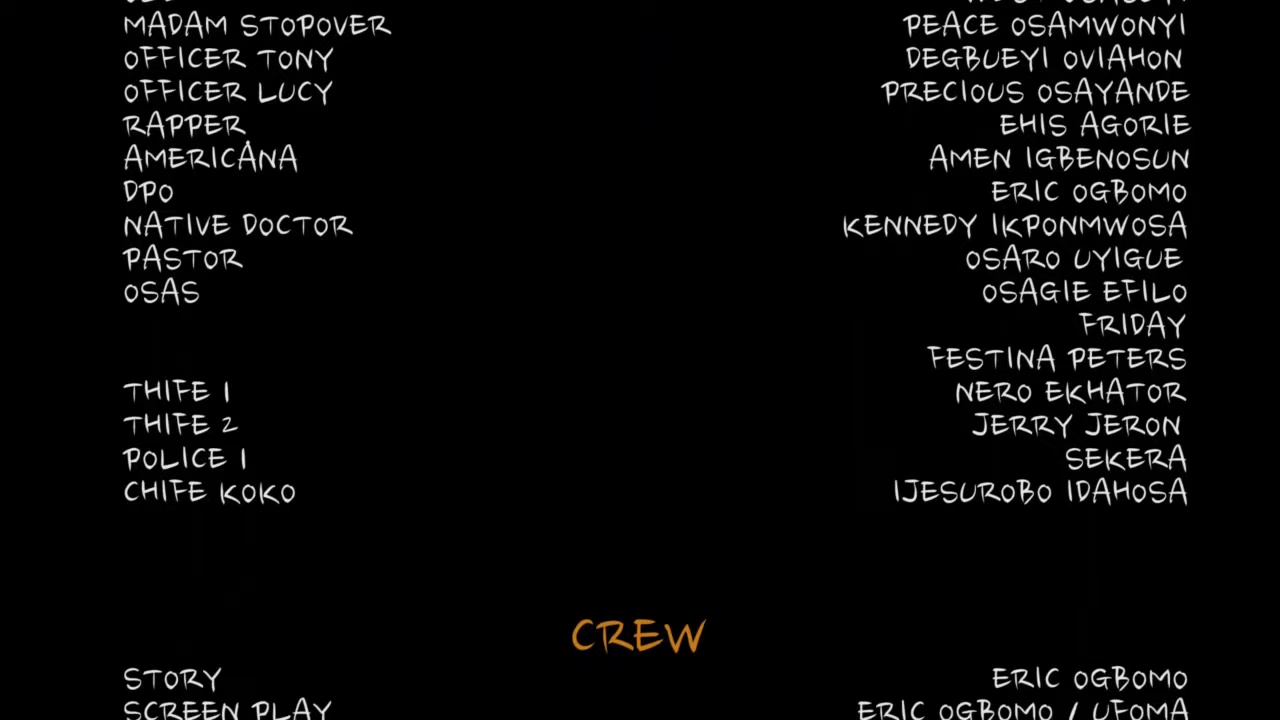 MADAM STOPOVER PEACE OSAMWONYI
OFFICER TONY DEGBUEYI OVIAHON
OFFICER LUCY PRECIOUS OSAYANDE
RAPPER EHIS AGORIE
AMERICANA AMEN IGBENOSUN
DPO ERIC OGBOMO
NATIVE DOCTOR KENNEDY IKPONMWOSA
PASTOR OSARO UYIGUE
OSAS OSAGIE EFILO
FRIDAY
FESTINA PETERS
THIFE 1 NERO EKHATOR
THIFE 2 JERRY JERON
POLICE 1 SEKERA
CHIFE KOKO IJESUROBO IDAHOSA
CREW
STORY ERIC OGBOMO
SCREEN PLAY ERIC OGBOMO / UFOMA